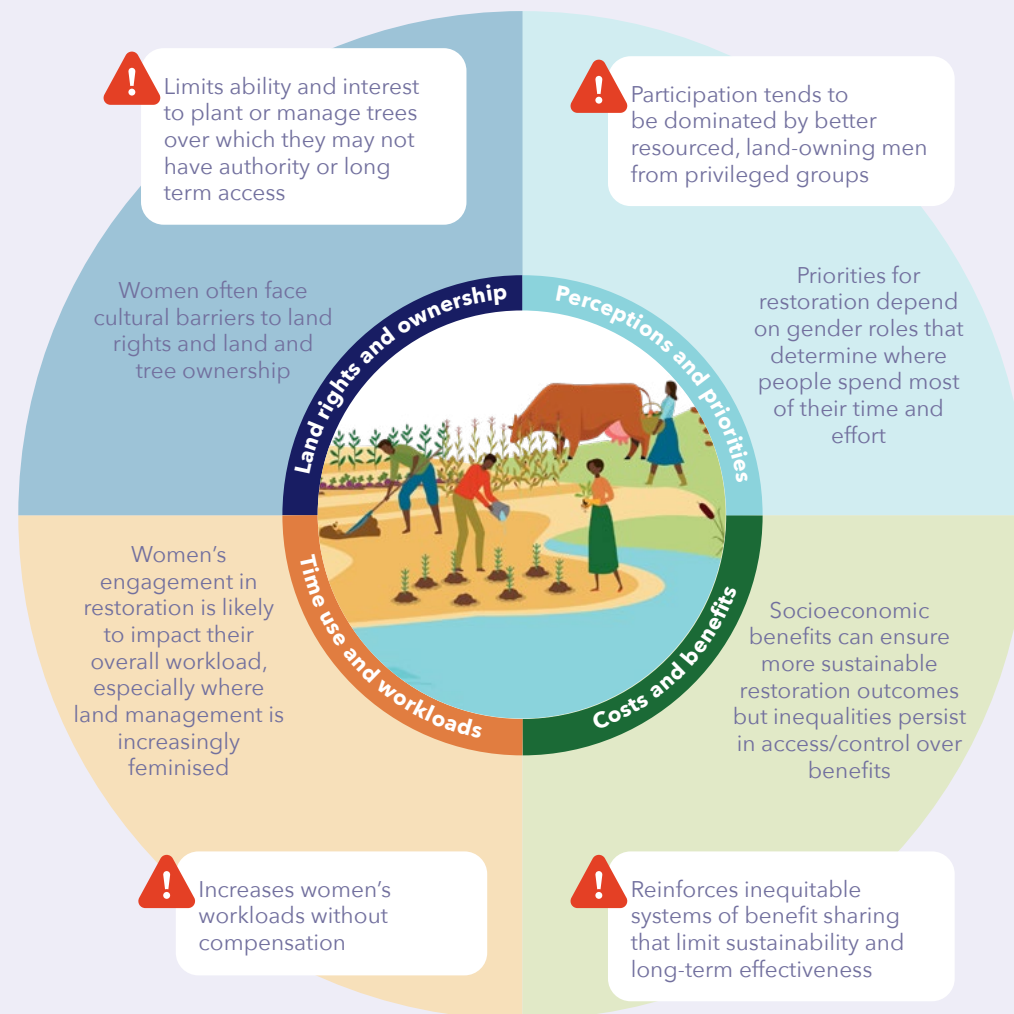 Limits ability and interest
to plant or manage trees
over which they may not
have authority or long
term access
Women often face
cultural barriers to land
rights and land and
tree ownership
Land rights and ownership
Participation tends to
be dominated by better
resourced, land-owning men
from privileged groups
Priorities for
restoration depend
on gender roles that
determine where
people spend most
of their time and
effort
Perceptions and priorities
Women’s
engagement in
restoration is likely
to impact their
overall workload,
especially where
land management is
increasingly
feminised
Time use and workloads
Increases women’s
workloads without
compensation
Socioeconomic
benefits can ensure
more sustainable
restoration outcomes
but inequalities persist
in access/control over
benefits
Costs and benefits
Reinforces inequitable
systems of benefit sharing
that limit sustainability and
long-term effectiveness